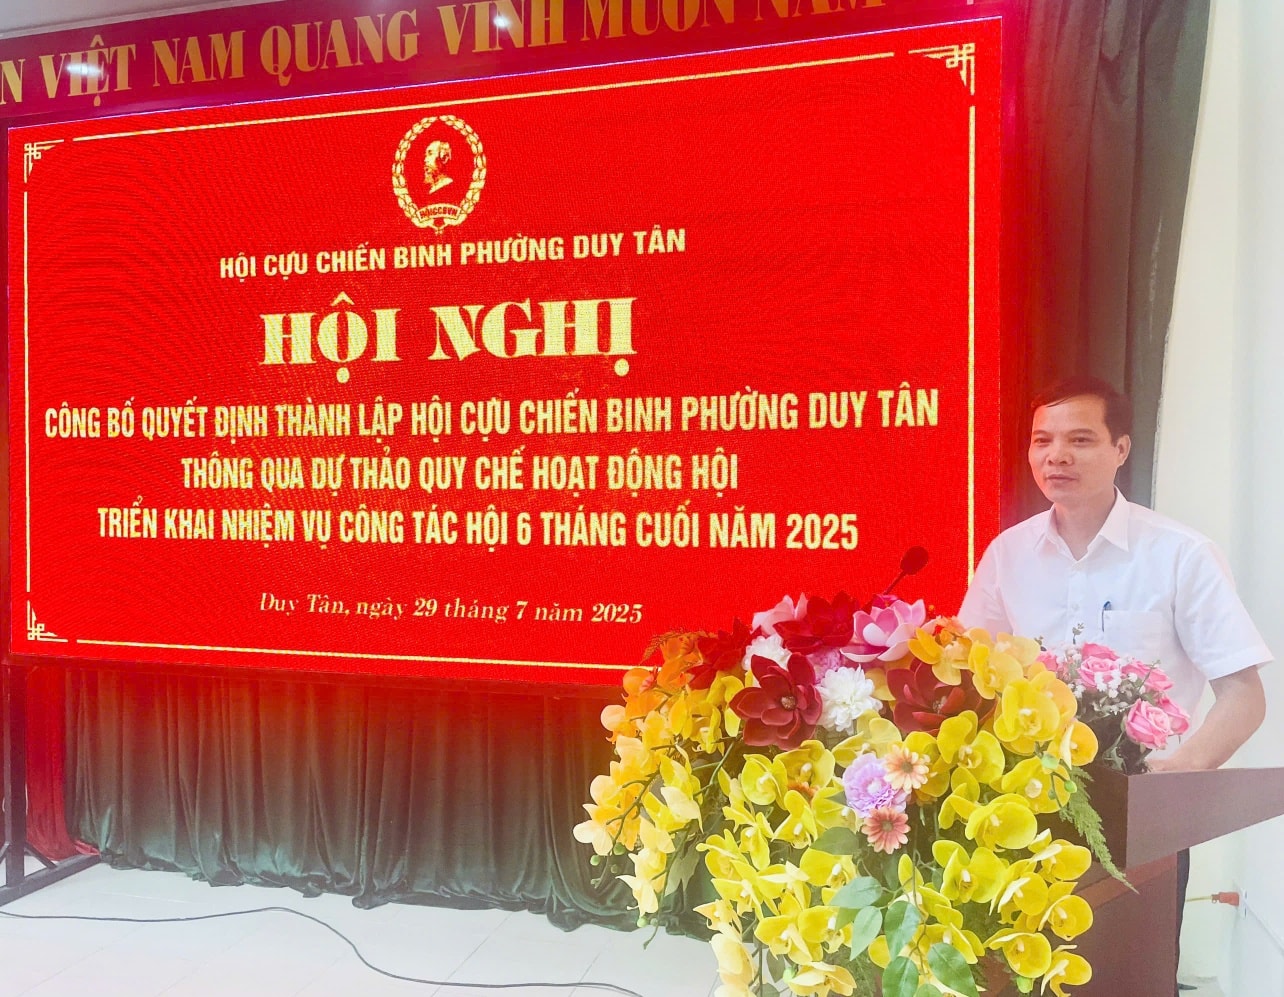 VIỆT NAM QUANG VINH MUÔN NĂM
HỘI CCB VN
HỘI CỰU CHIẾN BINH PHƯỜNG DUY TÂN
HỘI NGHỊ
CÔNG BỐ QUYẾT ĐỊNH THÀNH LẬP HỘI CỰU CHIẾN BINH PHƯỜNG DUY TÂN
THÔNG QUA DỰ THẢO QUY CHẾ HOẠT ĐỘNG HỘI
TRIỂN KHAI NHIỆM VỤ CÔNG TÁC HỘI 6 THÁNG CUỐI NĂM 2025
Duy Tân, ngày 29 tháng 7 năm 2025